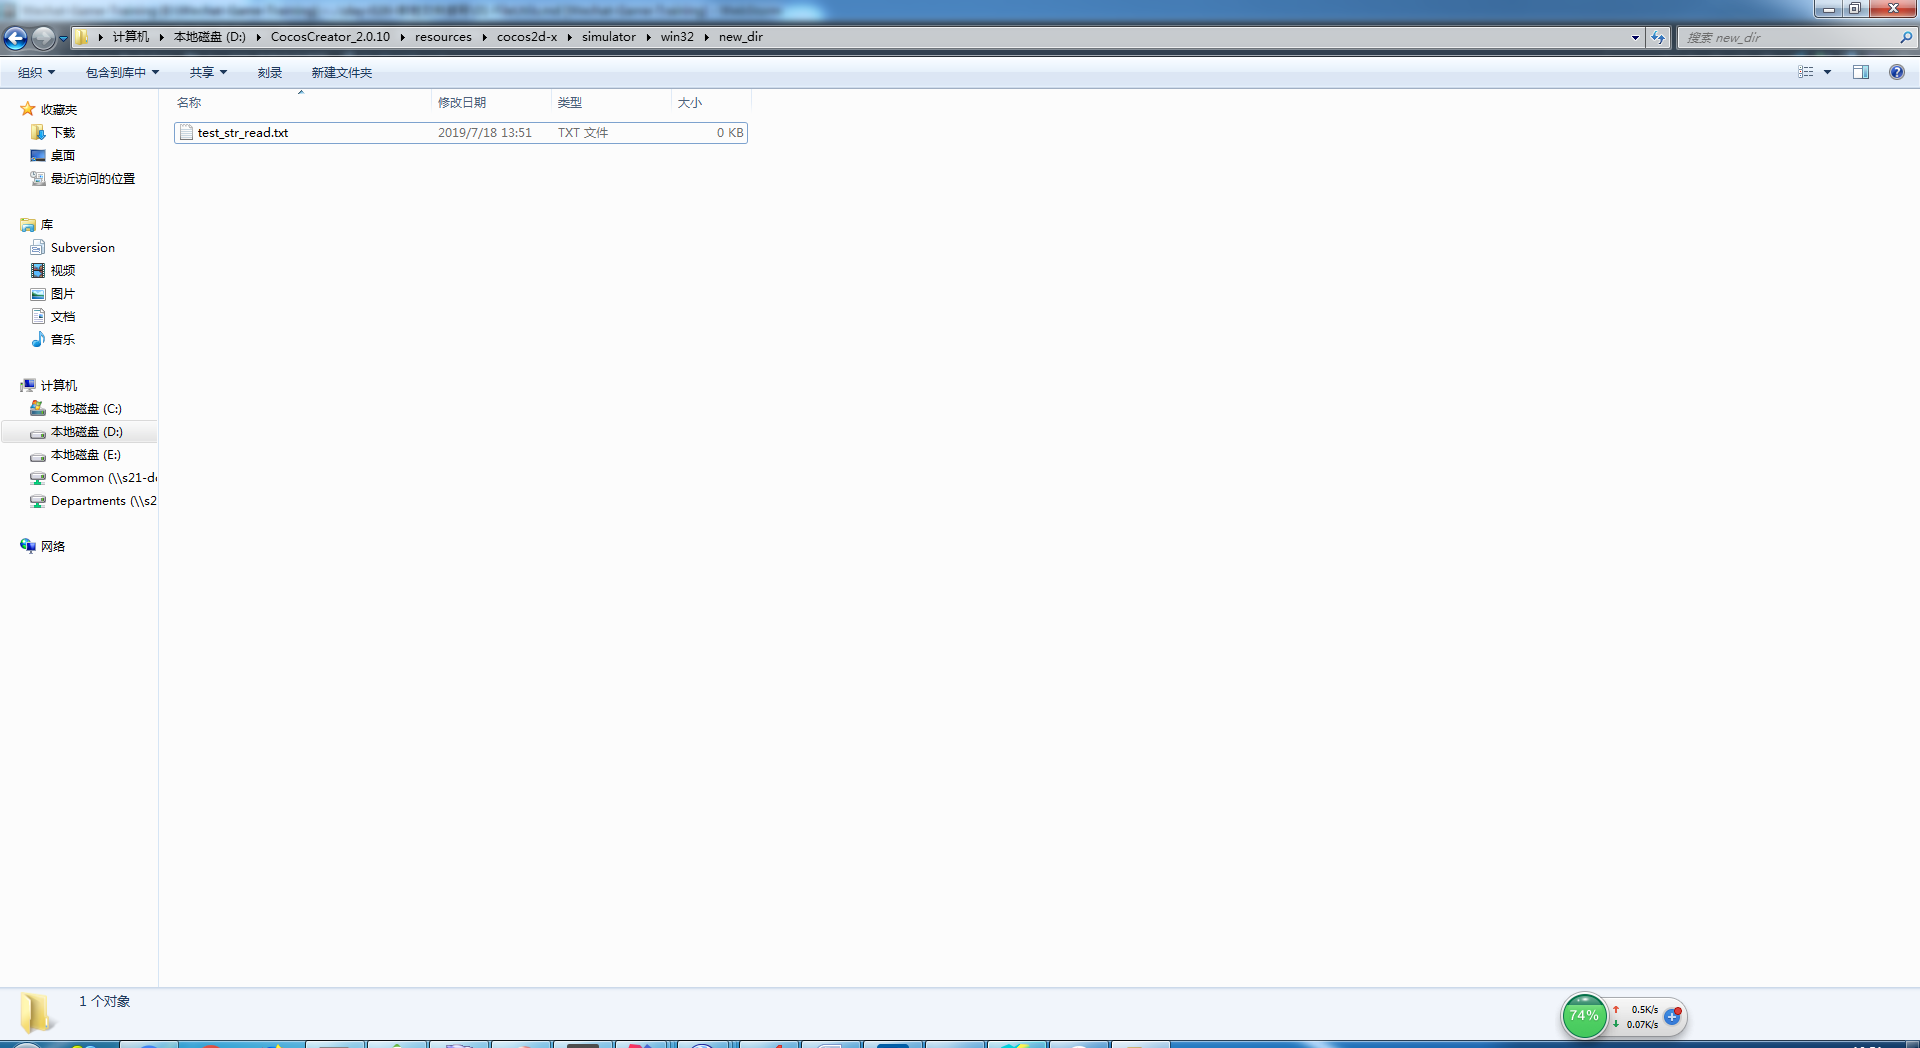 计算机 本地磁盘 (D:) CocosCreator_2.0.10 resources cocos2d-x simulator win32 new_dir 搜索 new_dir
组织 包含到库中 共享 刻录 新建文件夹
名称 修改日期 类型 大小
test_str_read.txt 2019/7/18 13:51 TXT 文件 0 KB
收藏夹
下载
桌面
最近访问的位置
库
Subversion
视频
图片
文档
音乐
计算机
本地磁盘 (C:)
本地磁盘 (D:)
本地磁盘 (E:)
Common (\\s21-d
Departments (\\s2
网络
1 个对象
74% 0.5K/s
0.07K/s